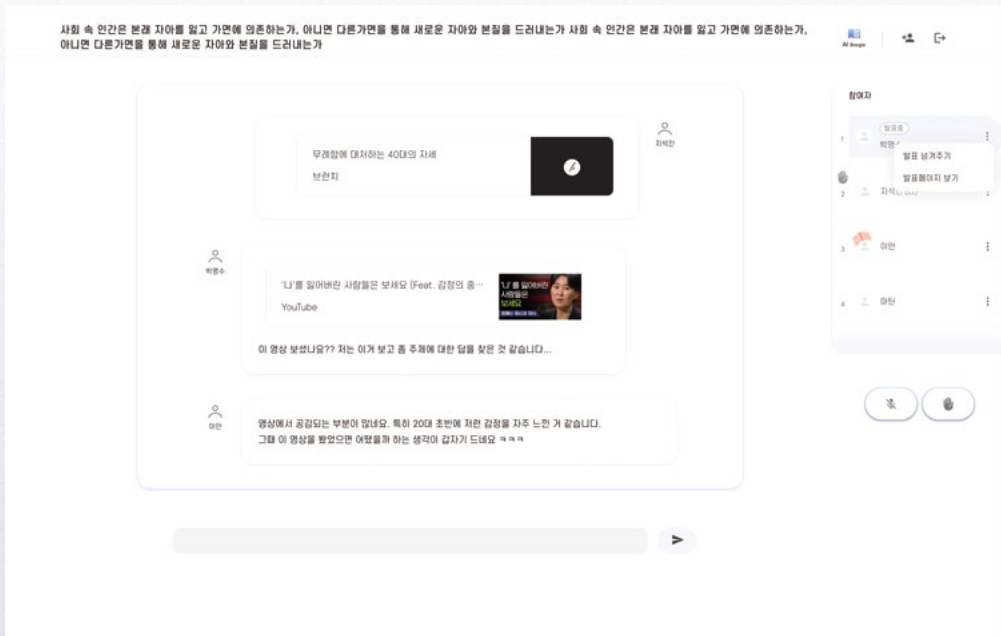 사회 속 인간은 본래 자아를 잃고 가면에 의존하는가, 아니면 다른가면을 통해 새로운 자아와 본질을 드러내는가 사회 속 인간은 본래 자아를 잃고 가면에 의존하는가,
아니면 다른가면을 통해 새로운 자아와 본질을 드러내는가
지석진
무례함에 대처하는 40대의 자세
브런치
박명수
'나'를 잃어버린 사람들은 보세요 (Feat. 감정의 중…
YouTube
'나'를 잃어버린
사람들은
보세요
이 영상 보셨나요?? 저는 이거 보고 좀 주제에 대한 답을 찾은 것 같습니다...
이안
영상에서 공감되는 부분이 많네요. 특히 20대 초반에 저런 감정을 자주 느낀 거 같습니다.
그때 이 영상을 봤었으면 어땠을까 하는 생각이 갑자기 드네요 ㅋㅋㅋ
참여자
1
발표중
발표 넘겨주기
발표페이지 보기
2
3
이안
4
마틴